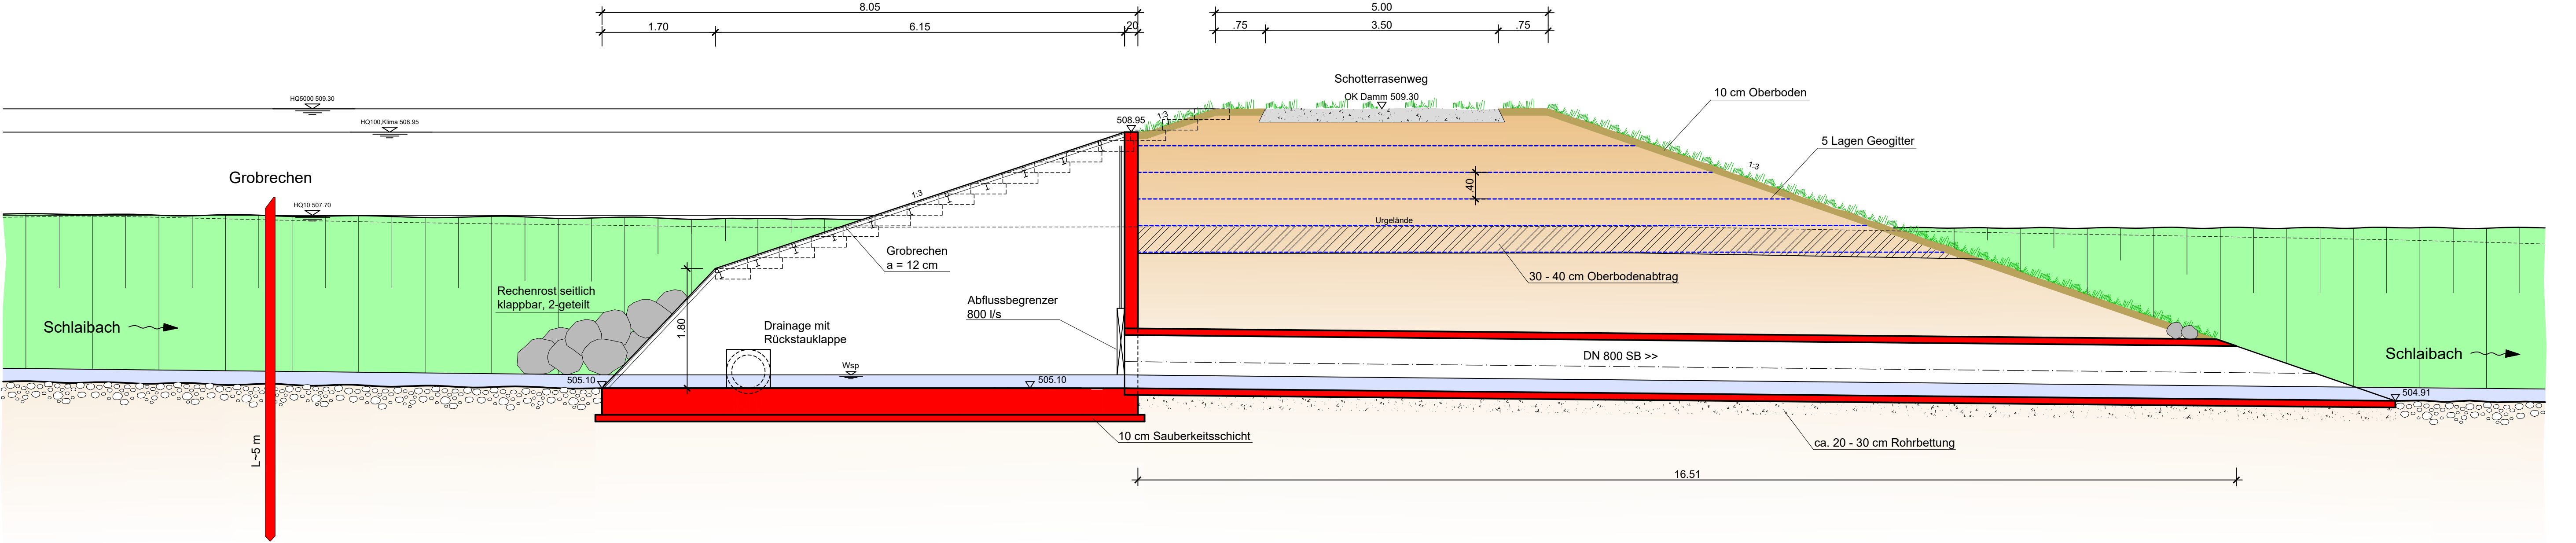 8.05
5.00
1.70
6.15
20
.75
3.50
.75
Schotterrasenweg
OK Damm 509.30
HQ5000 509.30
HQ100,Klima 508.95
508.95
1:3
10 cm Oberboden
5 Lagen Geogitter
1:3
Grobrechen
.40
1:3
HQ10 507.70
Urgelände
Grobrechen
a = 12 cm
30 - 40 cm Oberbodenabtrag
Rechenrost seitlich
klappbar, 2-geteilt
Abflussbegrenzer
800 l/s
1.80
Schlaibach
Drainage mit
Rückstauklappe
DN 800 SB >>
Schlaibach
Wsp
505.10
505.10
504.91
10 cm Sauberkeitsschicht
ca. 20 - 30 cm Rohrbettung
L~5 m
16.51